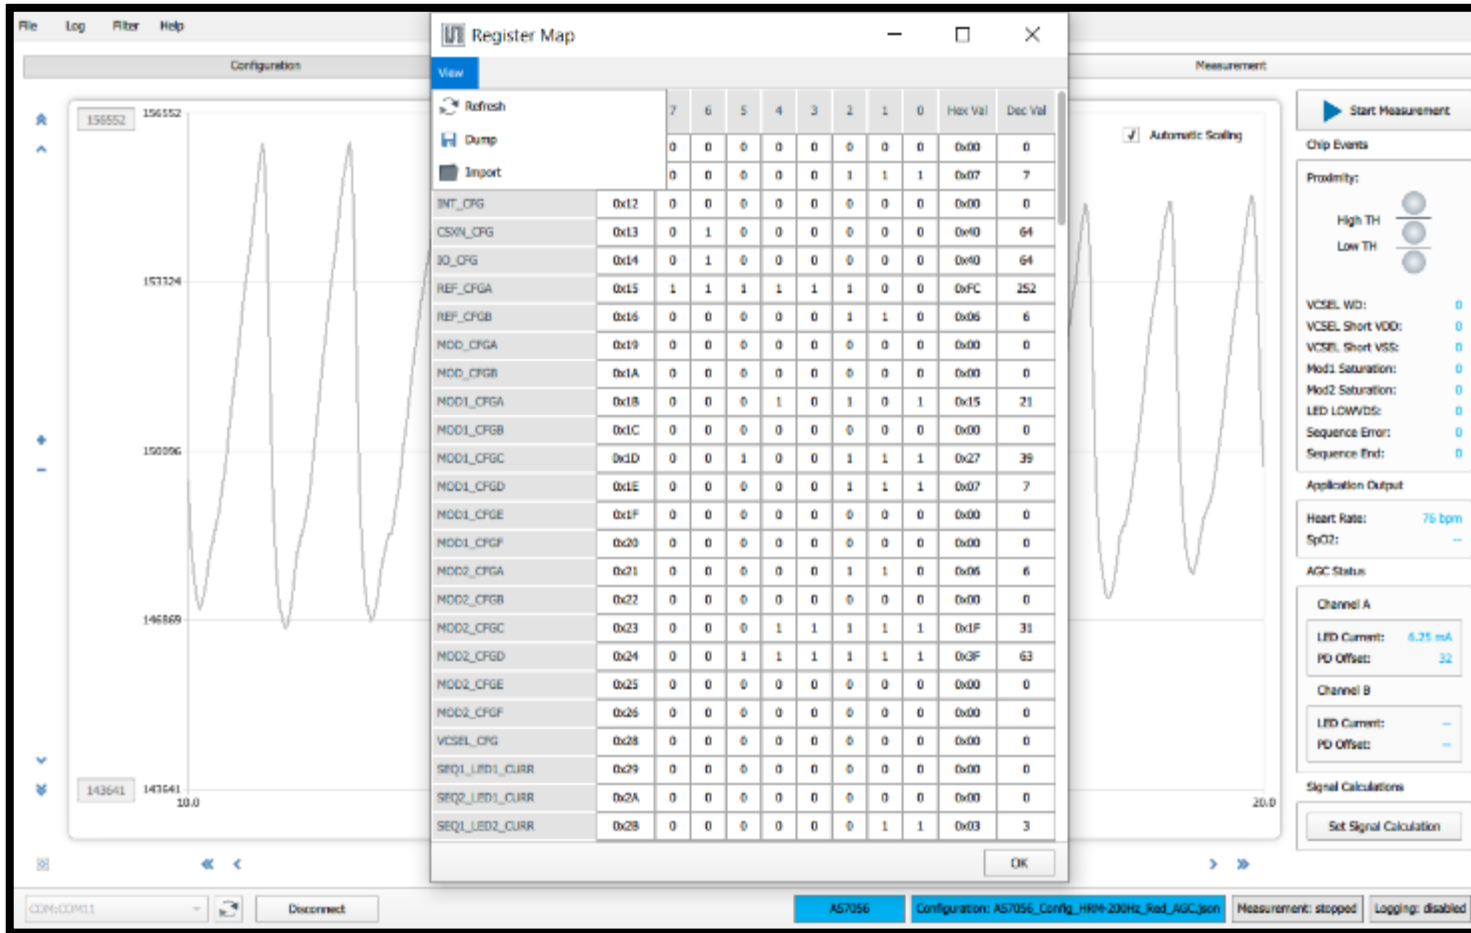 File Log Filter Help
Register Map
Configuration
Measurement
View
Refresh
Dump
Import
7 6 5 4 3 2 1 0 Hex Val Dec Val
0 0 0 0 0 0 0 0 0x00 0
0 0 0 0 0 1 1 1 0x07 7
INT_CFG 0x12 0 0 0 0 0 0 0 0 0x00 0
CSXN_CFG 0x13 0 1 0 0 0 0 0 0 0x40 64
IO_CFG 0x14 0 1 0 0 0 0 0 0 0x40 64
REF_CFGA 0x15 1 1 1 1 1 1 0 0 0xFC 252
REF_CFGB 0x16 0 0 0 0 0 1 1 0 0x06 6
MOD_CFGA 0x19 0 0 0 0 0 0 0 0 0x00 0
MOD_CFGB 0x1A 0 0 0 0 0 0 0 0 0x00 0
MOD1_CFGA 0x1B 0 0 0 1 0 1 0 1 0x15 21
MOD1_CFGB 0x1C 0 0 0 0 0 0 0 0 0x00 0
MOD1_CFGC 0x1D 0 0 1 0 0 1 1 1 0x27 39
MOD1_CFGD 0x1E 0 0 0 0 0 1 1 1 0x07 7
MOD1_CFGE 0x1F 0 0 0 0 0 0 0 0 0x00 0
MOD1_CFGF 0x20 0 0 0 0 0 0 0 0 0x00 0
MOD2_CFGA 0x21 0 0 0 0 0 1 1 0 0x06 6
MOD2_CFGB 0x22 0 0 0 0 0 0 0 0 0x00 0
MOD2_CFGC 0x23 0 0 0 1 1 1 1 1 0x1F 31
MOD2_CFGD 0x24 0 0 1 1 1 1 1 1 0x3F 63
MOD2_CFGE 0x25 0 0 0 0 0 0 0 0 0x00 0
MOD2_CFGF 0x26 0 0 0 0 0 0 0 0 0x00 0
VCSEL_CFG 0x28 0 0 0 0 0 0 0 0 0x00 0
SEQ1_LED1_CURR 0x29 0 0 0 0 0 0 0 0 0x00 0
SEQ2_LED1_CURR 0x2A 0 0 0 0 0 0 0 0 0x00 0
SEQ1_LED2_CURR 0x2B 0 0 0 0 0 0 1 1 0x03 3
OK
156552
156552
153324
150096
146869
143641
143641
10.0
20.0
Automatic Scaling
Start Measurement
Chip Events
Proximity:
High TH
Low TH
VCSEL WD: 0
VCSEL Short VDD: 0
VCSEL Short VSS: 0
Mod1 Saturation: 0
Mod2 Saturation: 0
LED LOWVDS: 0
Sequence Error: 0
Sequence End: 0
Application Output
Heart Rate: 76 bpm
SpO2: --
AGC Status
Channel A
LED Current: 6.25 mA
PD Offset: 32
Channel B
LED Current: --
PD Offset: --
Signal Calculations
Set Signal Calculation
COM:COM11
Disconnect
AS7056
Configuration: AS7056_Config_HRM-200Hz_Red_AGC.json
Measurement: stopped
Logging: disabled